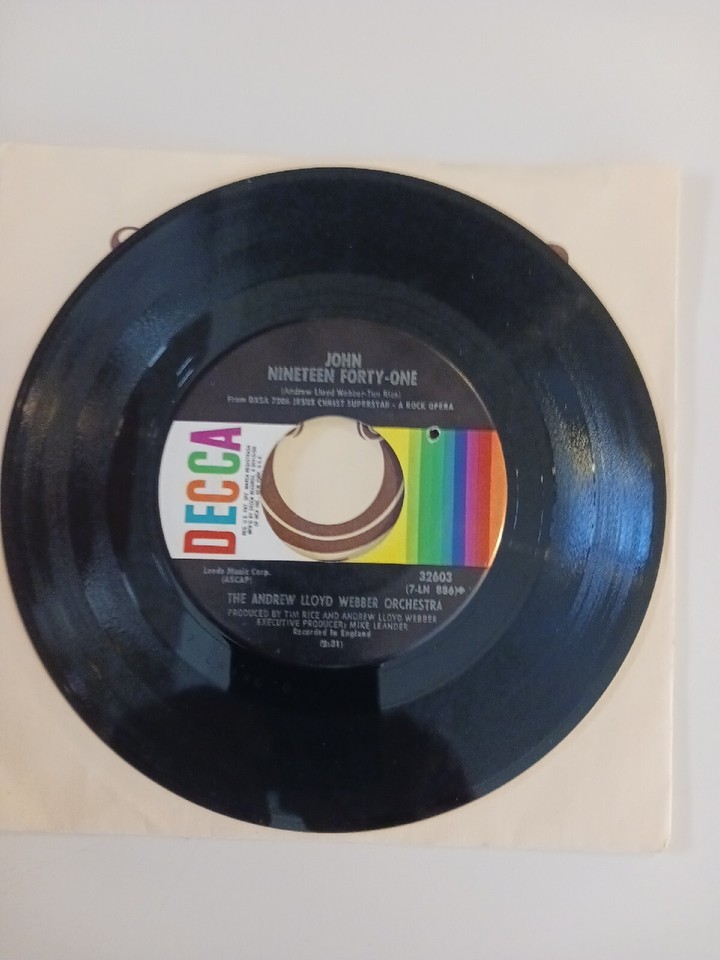 JOHN
NINETEEN FORTY-ONE
(Andrew Lloyd Webber-Tim Rice)
From DXSA 7206 JESUS CHRIST SUPERSTAR - A ROCK OPERA
DECCA
Leeds Music Corp.
(ASCAP)
32603
(7-LN 886)
THE ANDREW LLOYD WEBBER ORCHESTRA
PRODUCED BY TIM RICE AND ANDREW LLOYD WEBBER
EXECUTIVE PRODUCER: MIKE LEANDER
Recorded In England
(2:31)